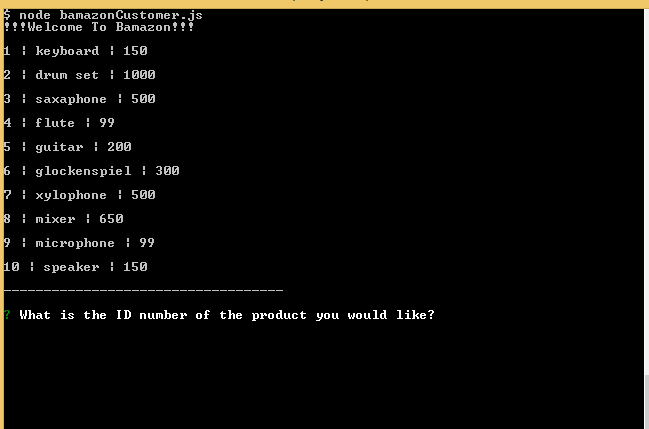 $ node bamazonCustomer.js
!!!Welcome To Bamazon!!!
1 | keyboard | 150
2 | drum set | 1000
3 | saxaphone | 500
4 | flute | 99
5 | guitar | 200
6 | glockenspiel | 300
7 | xylophone | 500
8 | mixer | 650
9 | microphone | 99
10 | speaker | 150
-----------------------------------
? What is the ID number of the product you would like?